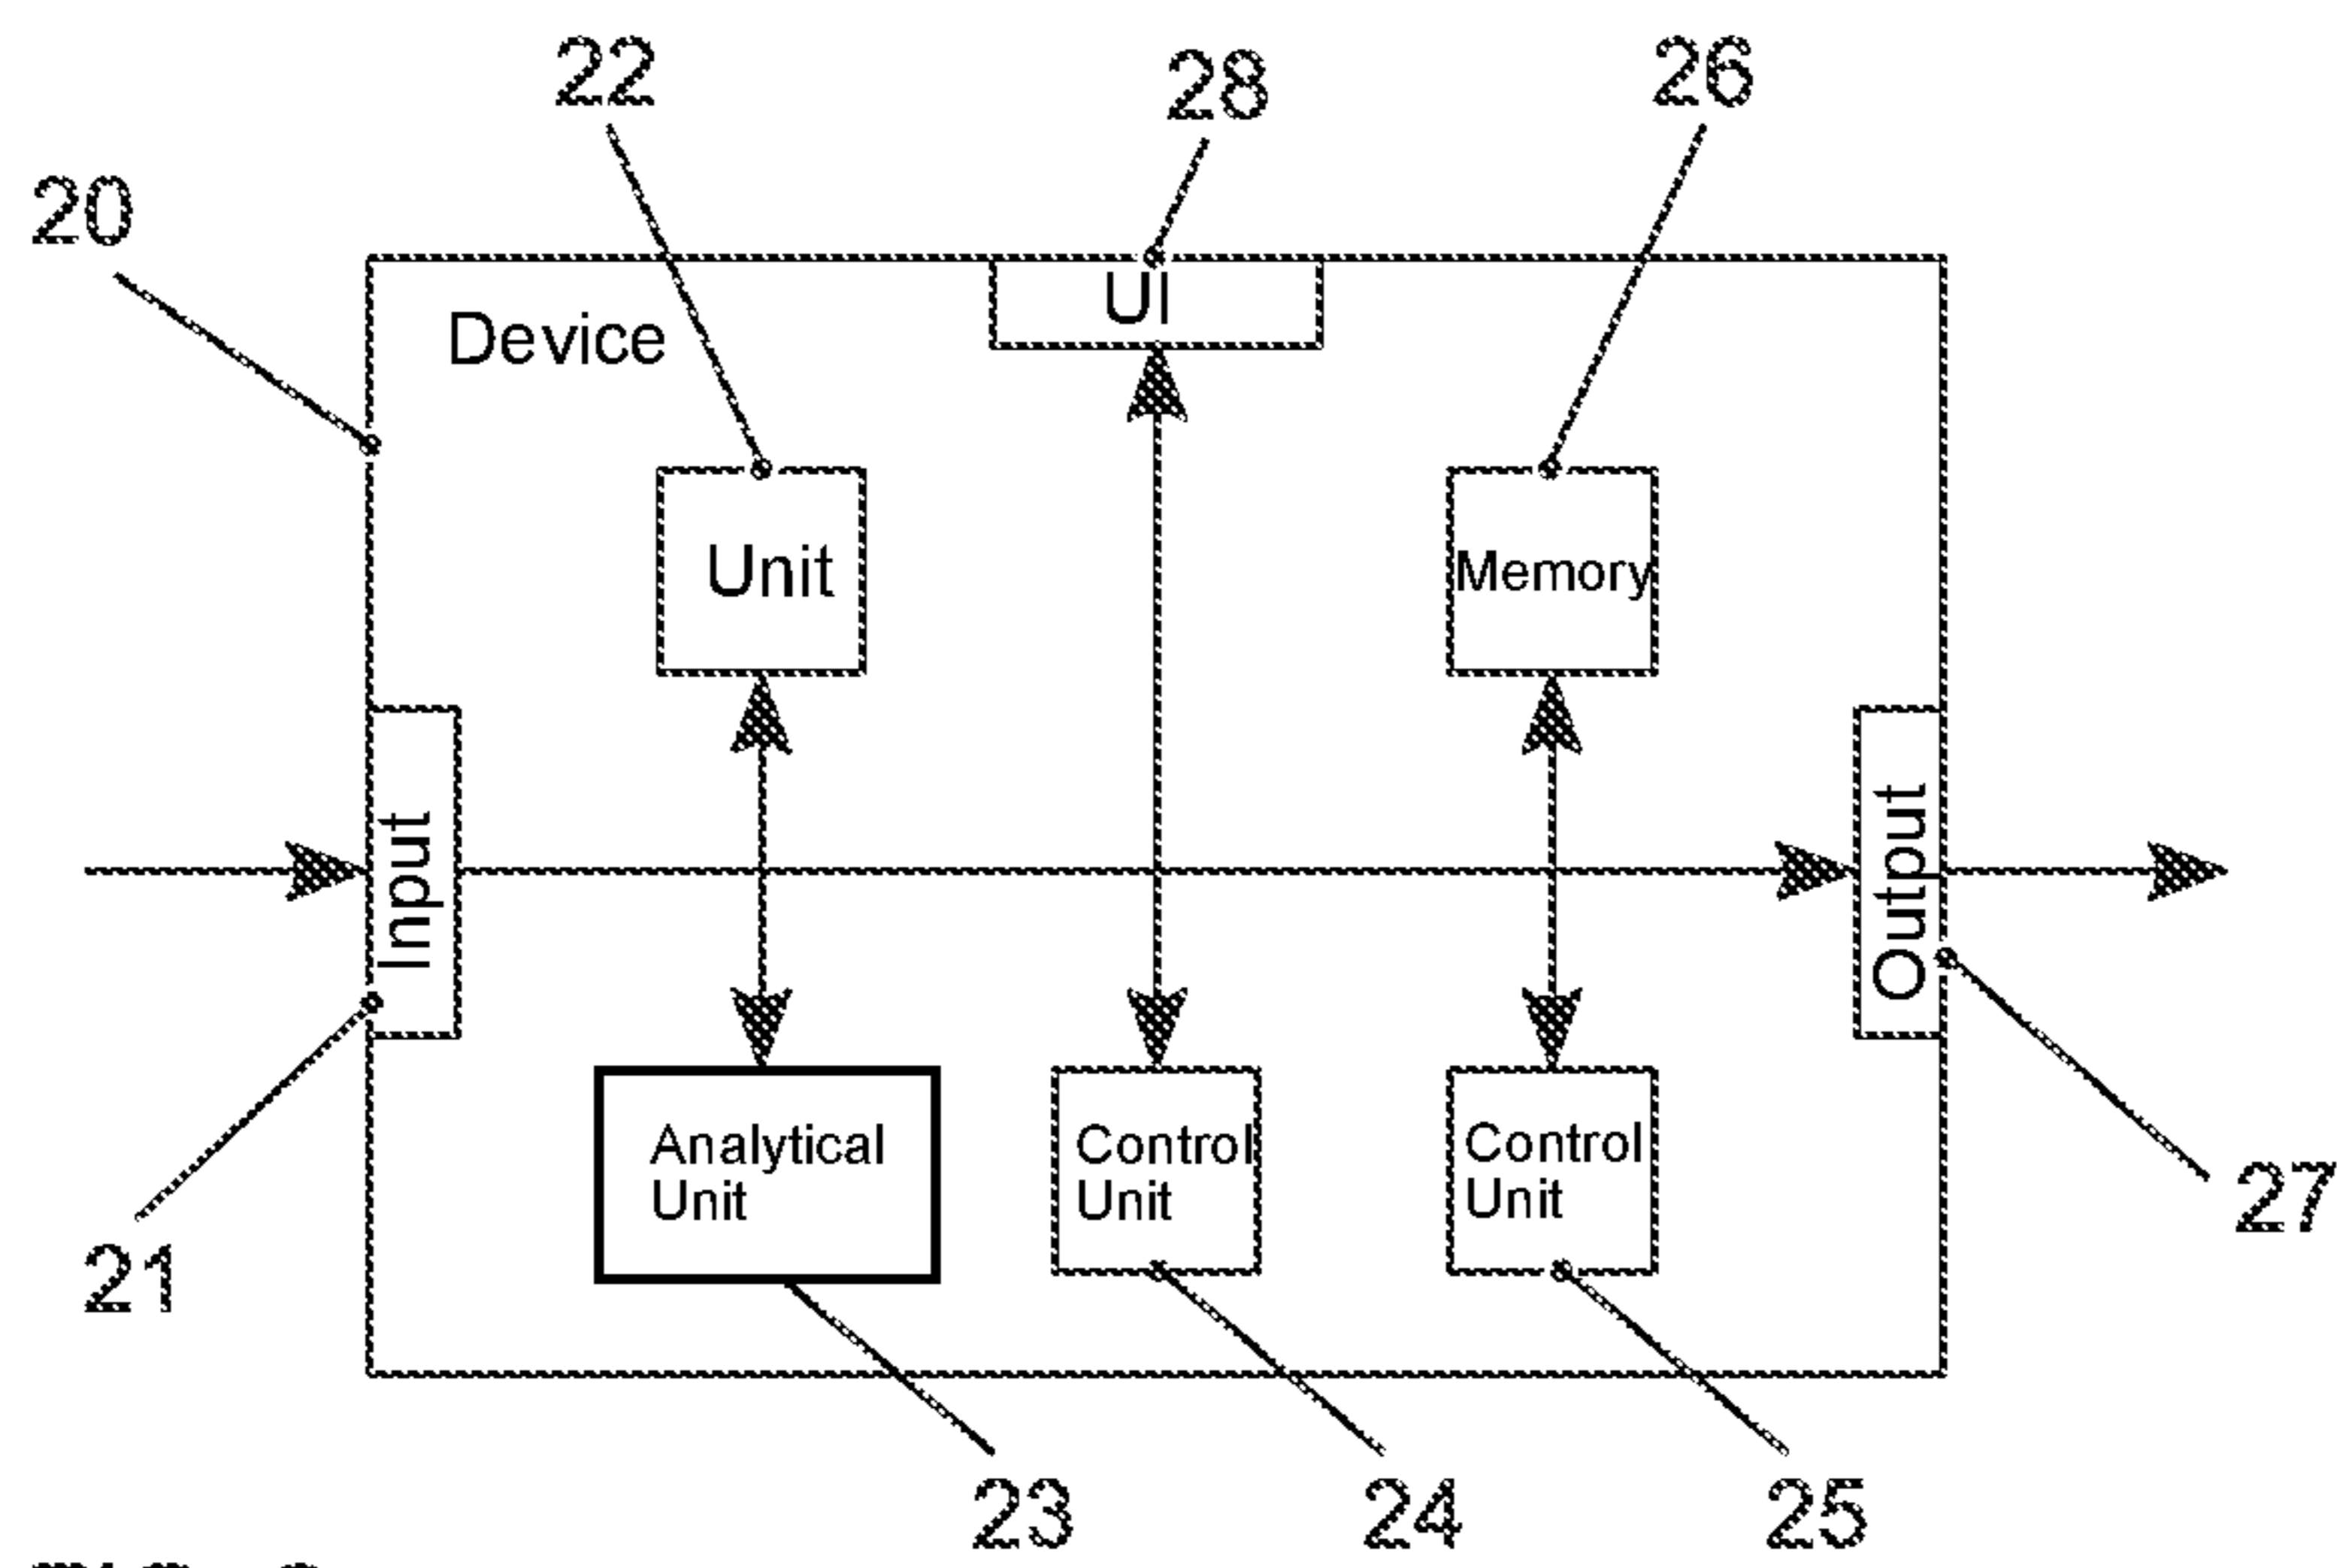 22
28
26
20
UI
Device
Unit
Memory
Input
Output
Analytical
Unit
Control
Unit
Control
Unit
27
21
23
24
25